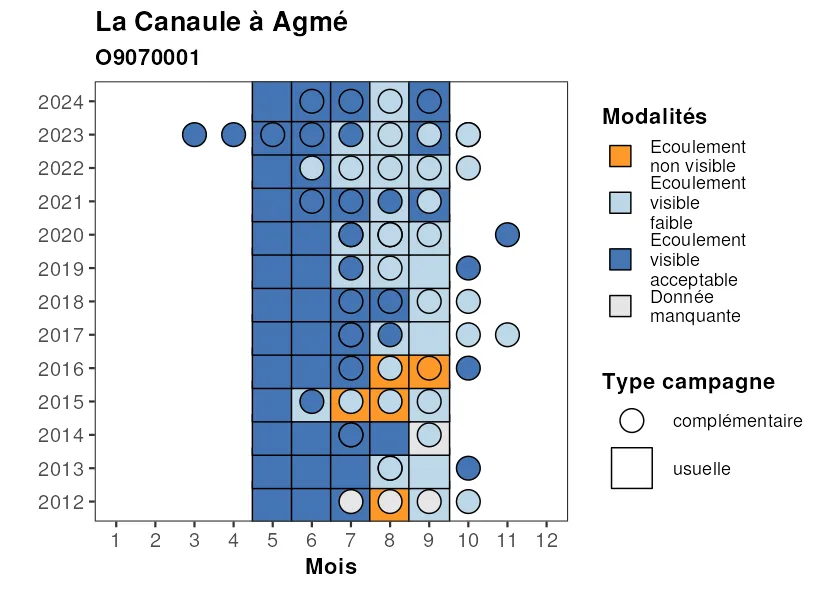 La Canaule à Agmé
O9070001
2024
2023
2022
2021
2020
2019
2018
2017
2016
2015
2014
2013
2012
1 2 3 4 5 6 7 8 9 10 11 12
Mois
Modalités
Ecoulement
non visible
Ecoulement
visible
faible
Ecoulement
visible
acceptable
Donnée
manquante
Type campagne
complémentaire
usuelle